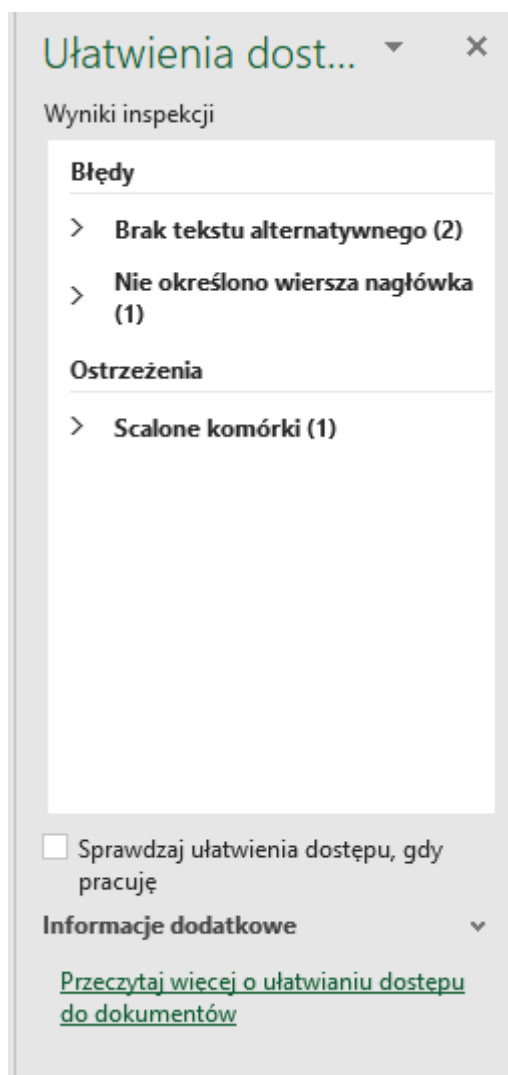 Ułatwienia dost...
Wyniki inspekcji
Błędy
Brak tekstu alternatywnego (2)
Nie określono wiersza nagłówka
(1)
Ostrzeżenia
Scalone komórki (1)
Sprawdzaj ułatwienia dostępu, gdy
pracuję
Informacje dodatkowe
Przeczytaj więcej o ułatwianiu dostępu
do dokumentów